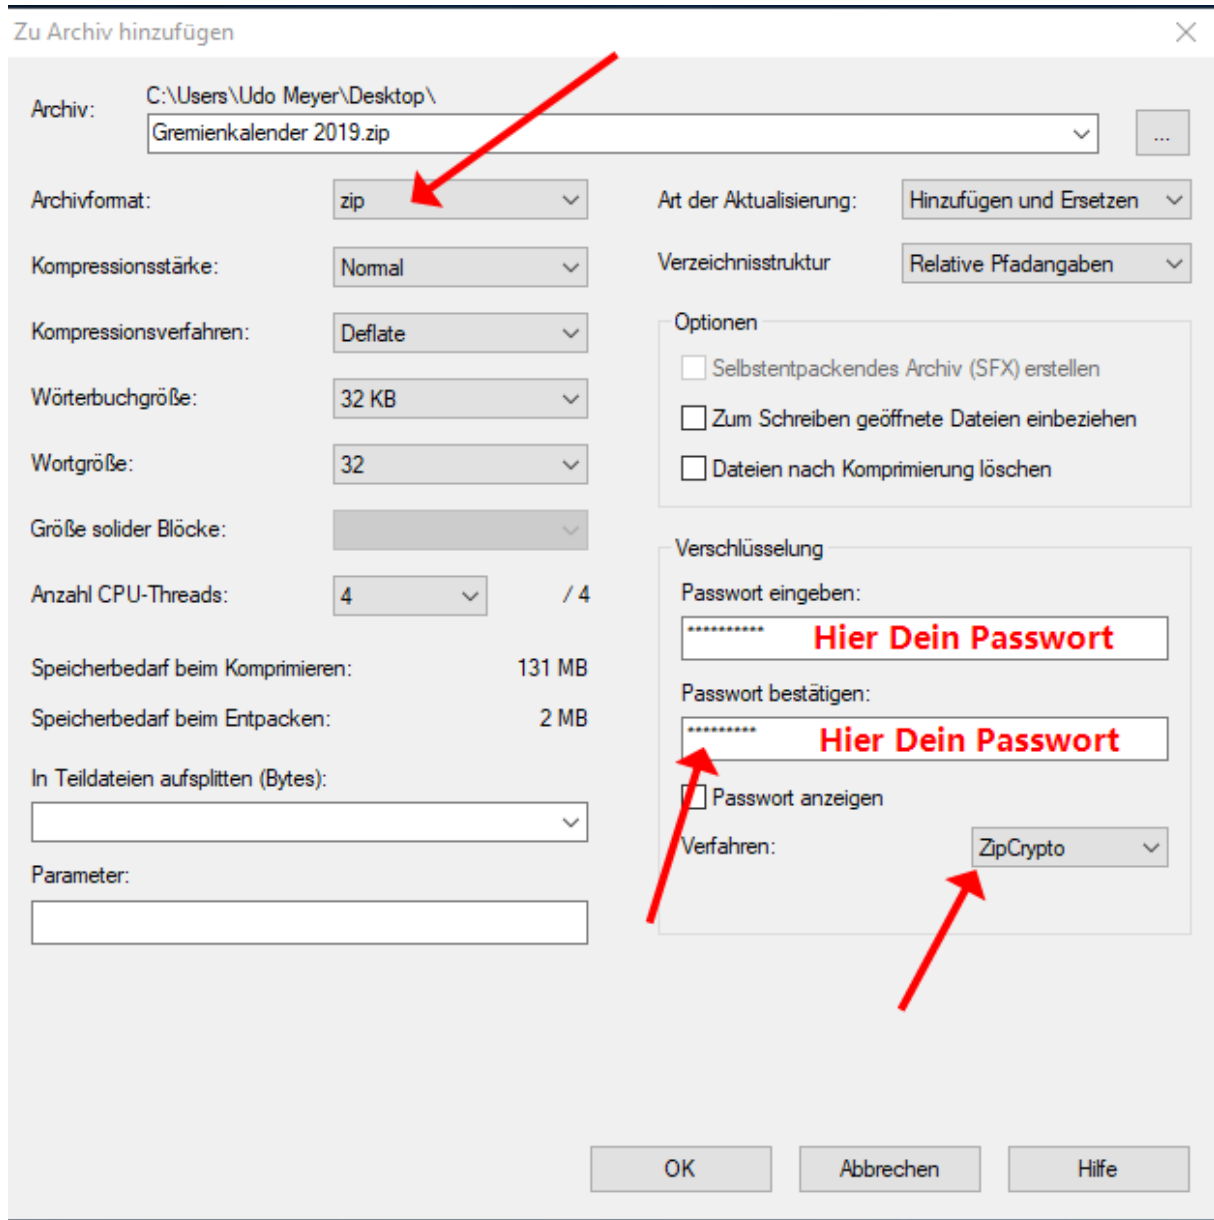 Zu Archiv hinzufügen
Archiv:
C:\Users\Udo Meyer\Desktop\
Gremienkalender 2019.zip
...
Archivformat:
zip
Kompressionsstärke:
Normal
Kompressionsverfahren:
Deflate
Wörterbuchgröße:
32 KB
Wortgröße:
32
Größe solider Blöcke:
Anzahl CPU-Threads:
4
/ 4
Speicherbedarf beim Komprimieren:
131 MB
Speicherbedarf beim Entpacken:
2 MB
In Teildateien aufsplitten (Bytes):
Parameter:
Art der Aktualisierung:
Hinzufügen und Ersetzen
Verzeichnisstruktur
Relative Pfadangaben
Optionen
Selbstentpackendes Archiv (SFX) erstellen
Zum Schreiben geöffnete Dateien einbeziehen
Dateien nach Komprimierung löschen
Verschlüsselung
Passwort eingeben:
********** Hier Dein Passwort
Passwort bestätigen:
********* Hier Dein Passwort
Passwort anzeigen
Verfahren:
ZipCrypto
OK
Abbrechen
Hilfe